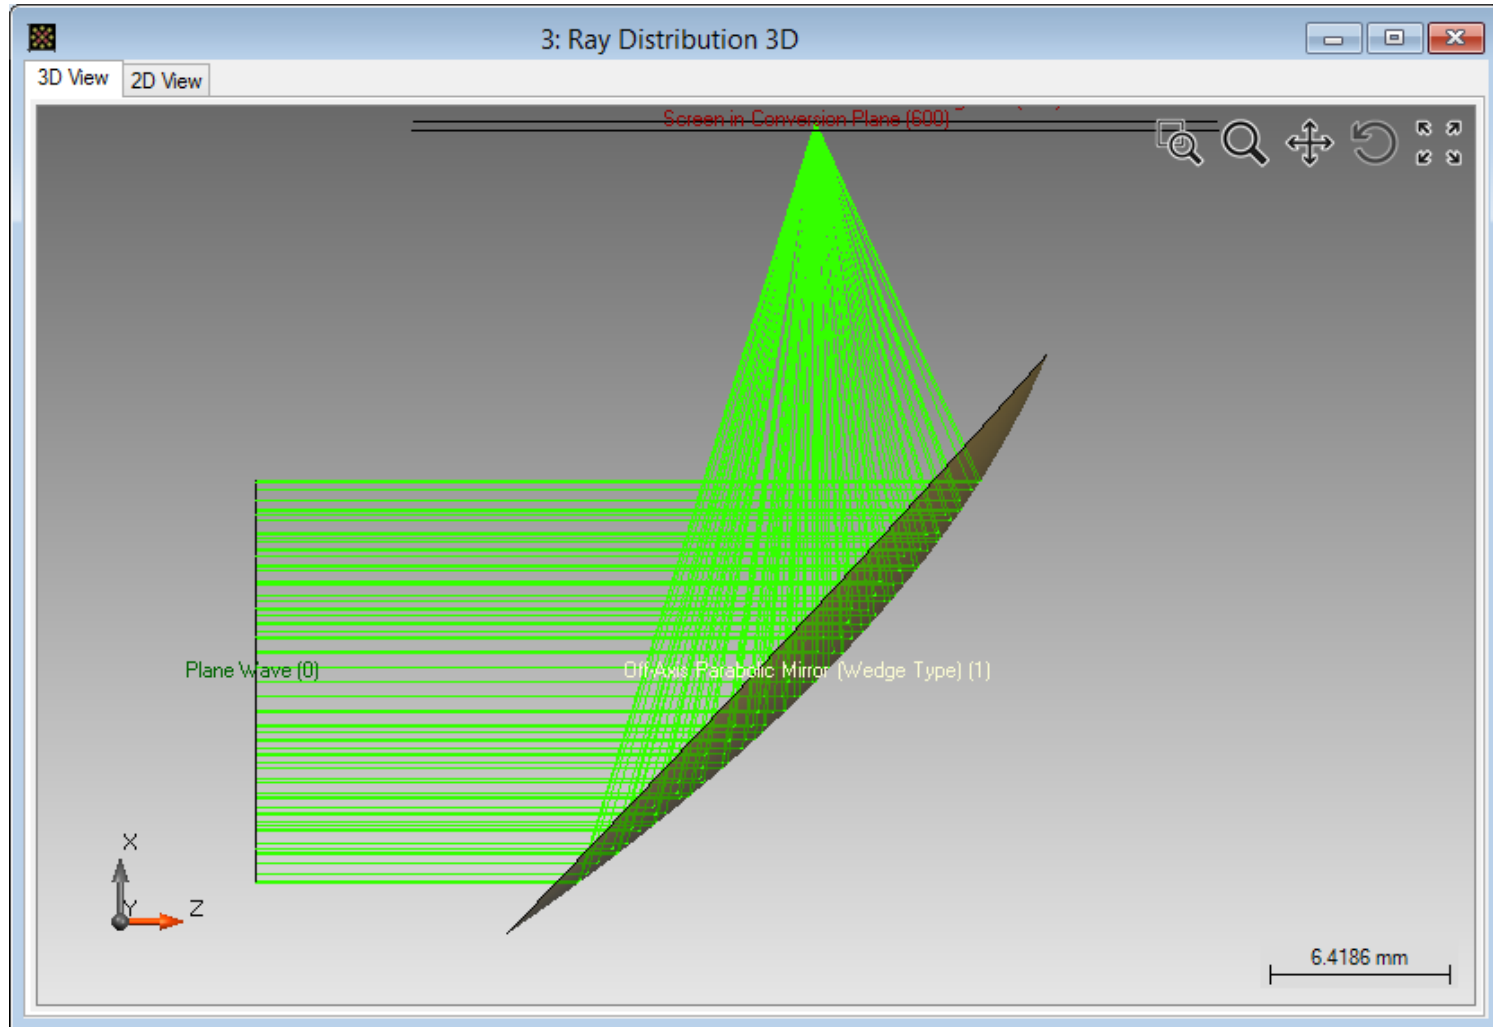 3: Ray Distribution 3D
3D View
2D View
Screen in Conversion Plane (600)
Plane Wave (0)
Off-Axis Parabolic Mirror (Wedge Type) (1)
X
Y
Z
6.4186 mm